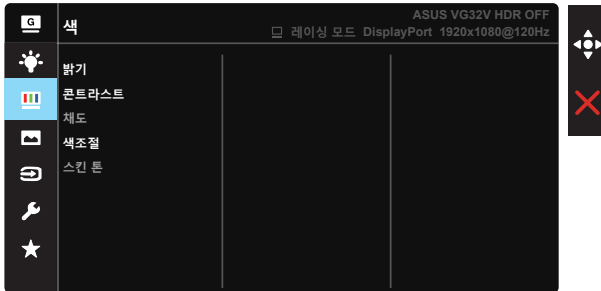 G
색
ASUS VG32V HDR OFF
레이싱 모드 DisplayPort 1920x1080@120Hz
밝기
콘트라스트
채도
색조절
스킨 톤